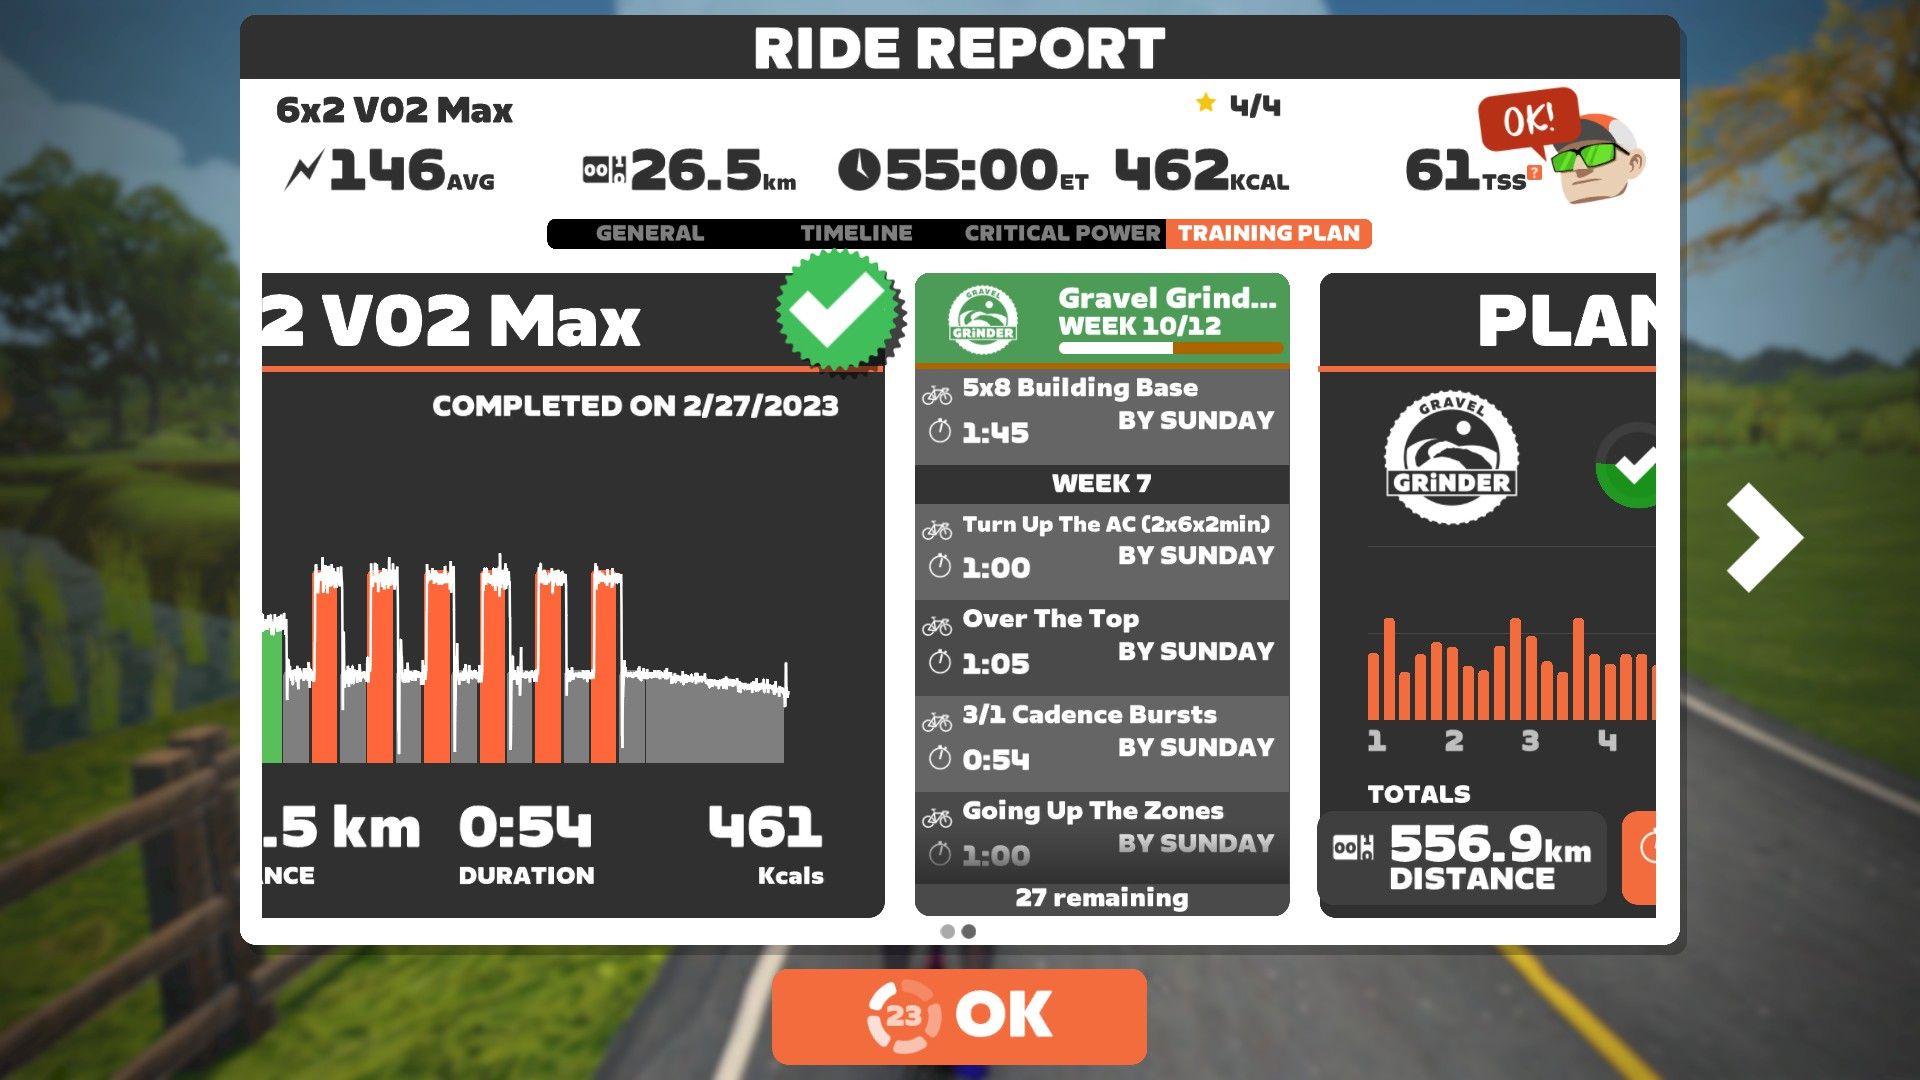 RIDE REPORT
6x2 V02 Max
4/4
OK!
146AVG
26.5km
55:00ET
462KCAL
61TSS?
GENERAL
TIMELINE
CRITICAL POWER
TRAINING PLAN
2 V02 Max
COMPLETED ON 2/27/2023
.5 km
0:54
461
NCE
DURATION
Kcals
GRAVEL
GRINDER
Gravel Grind...
WEEK 10/12
5x8 Building Base
BY SUNDAY
1:45
WEEK 7
Turn Up The AC (2x6x2min)
BY SUNDAY
1:00
Over The Top
BY SUNDAY
1:05
3/1 Cadence Bursts
BY SUNDAY
0:54
Going Up The Zones
BY SUNDAY
1:00
27 remaining
PLAN
GRAVEL
GRINDER
1 2 3 4
TOTALS
556.9km
DISTANCE
23 OK